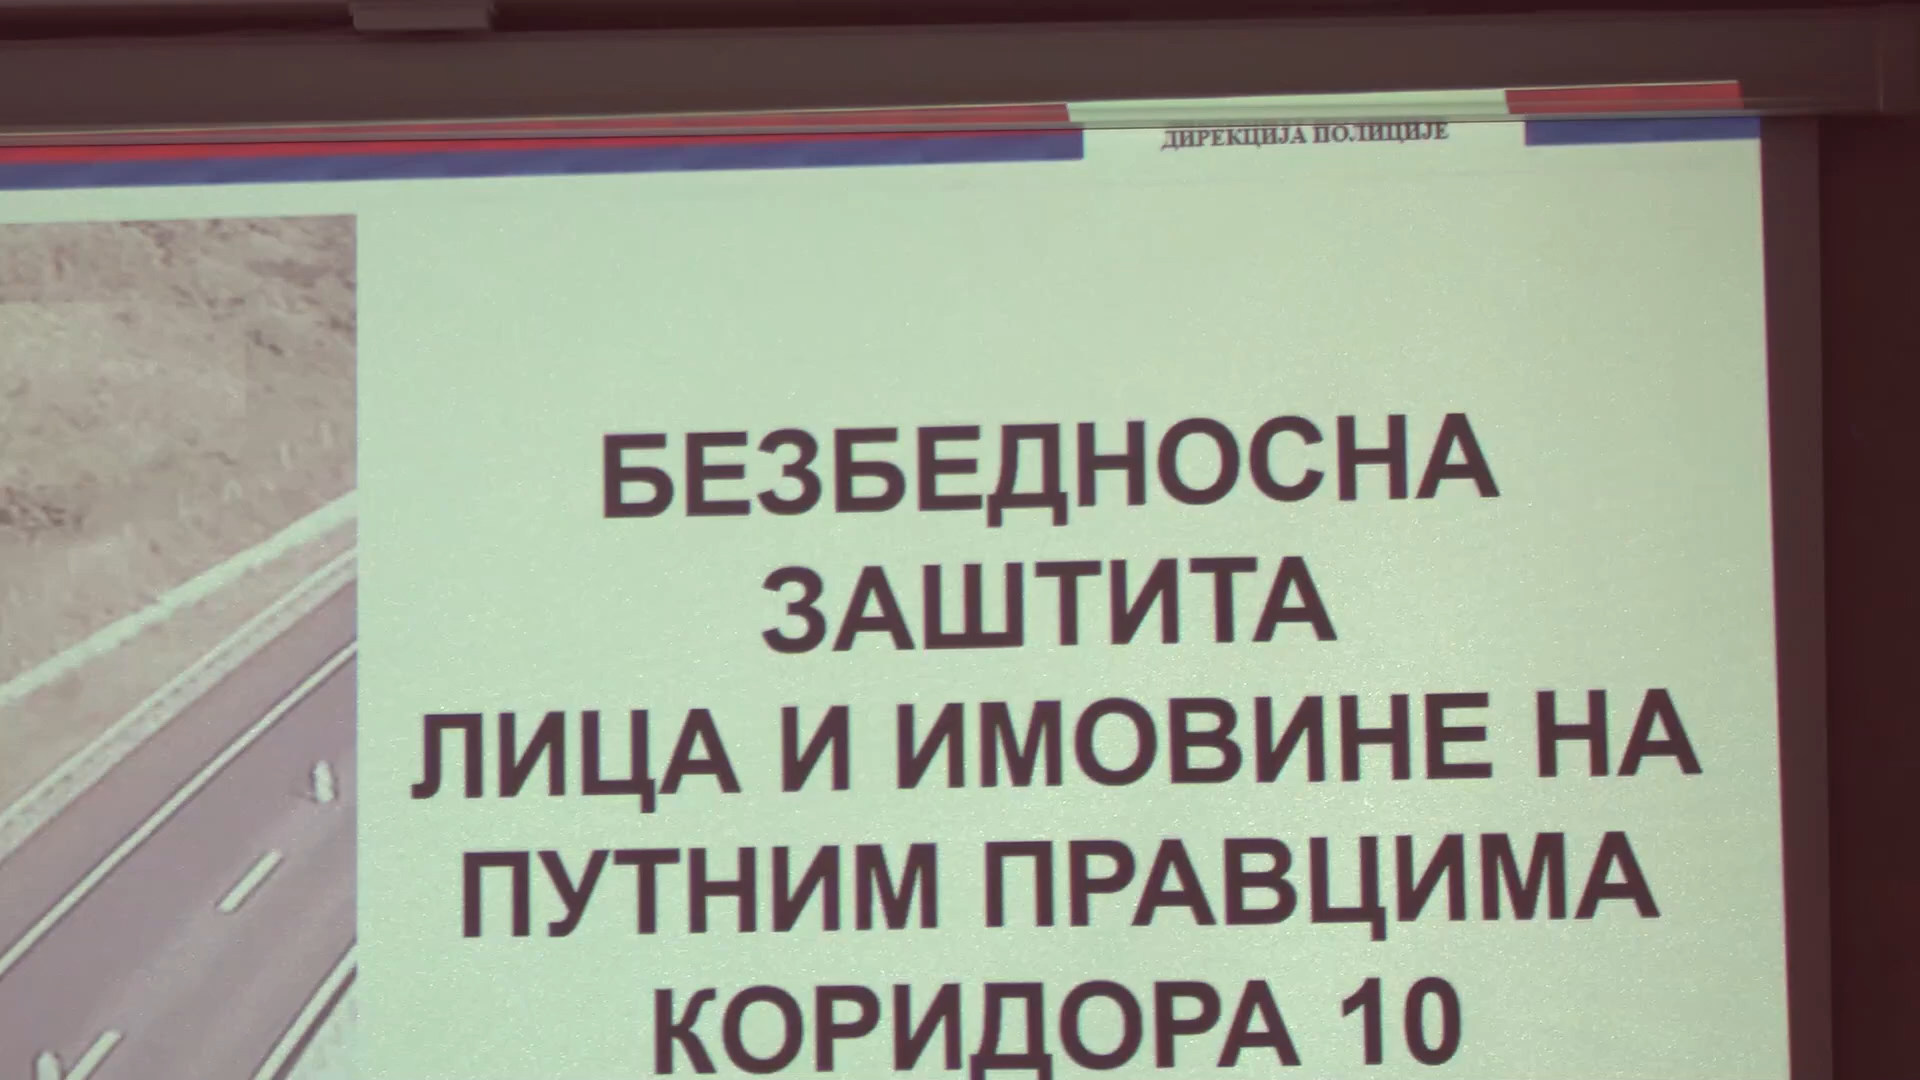 ДИРЕКЦИЈА ПОЛИЦИЈЕ
БЕЗБЕДНОСНА
ЗАШТИТА
ЛИЦА И ИМОВИНЕ НА
ПУТНИМ ПРАВЦИМА
КОРИДОРА 10